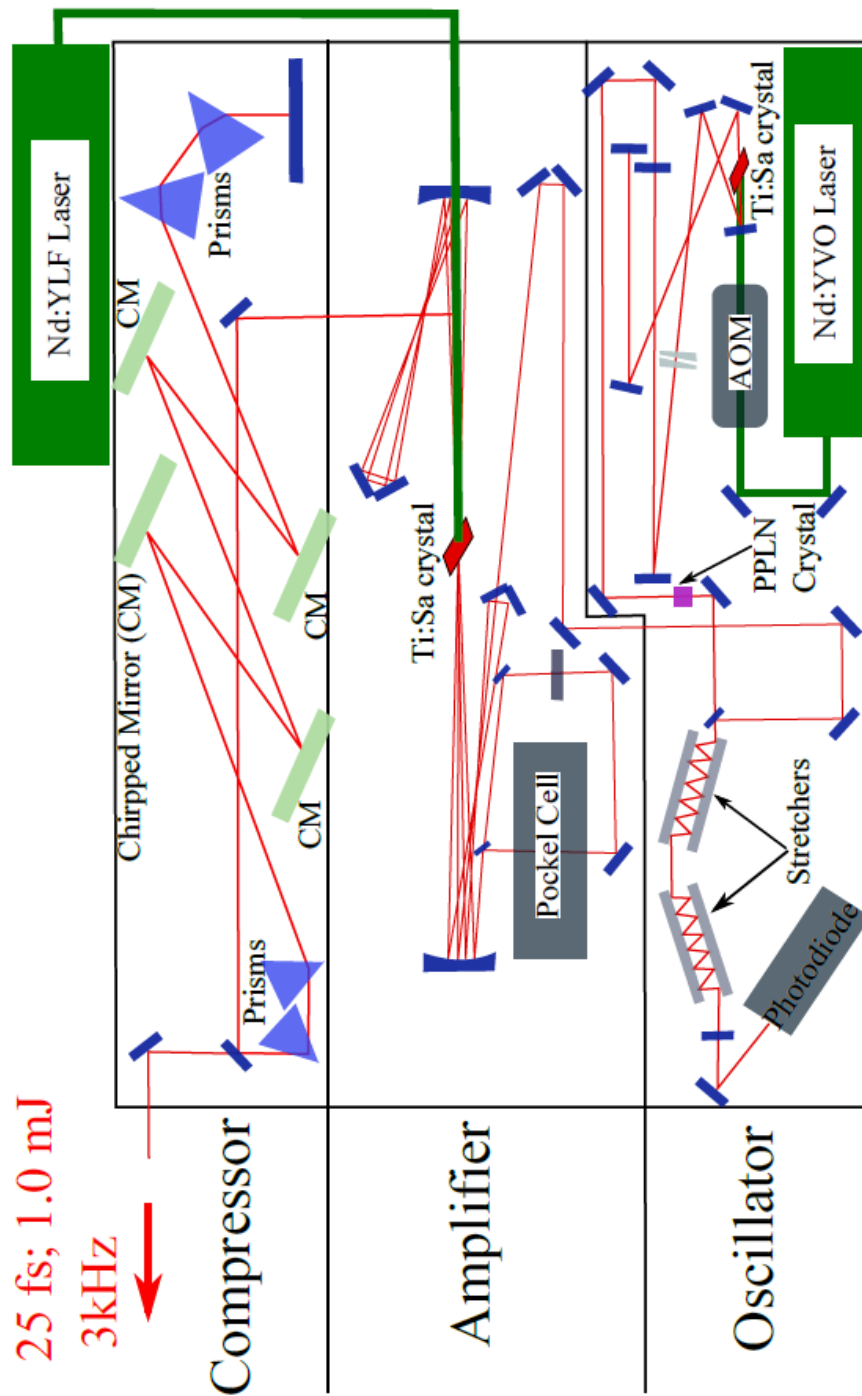 25 fs; 1.0 mJ
3kHz
Compressor
Amplifier
Oscillator
Nd:YLF Laser
Prisms
CM
Chirpped Mirror (CM)
CM
CM
Prisms
Ti:Sa crystal
Pockel Cell
Ti:Sa crystal
Nd:YVO Laser
AOM
PPLN
Crystal
Stretchers
Photodiode